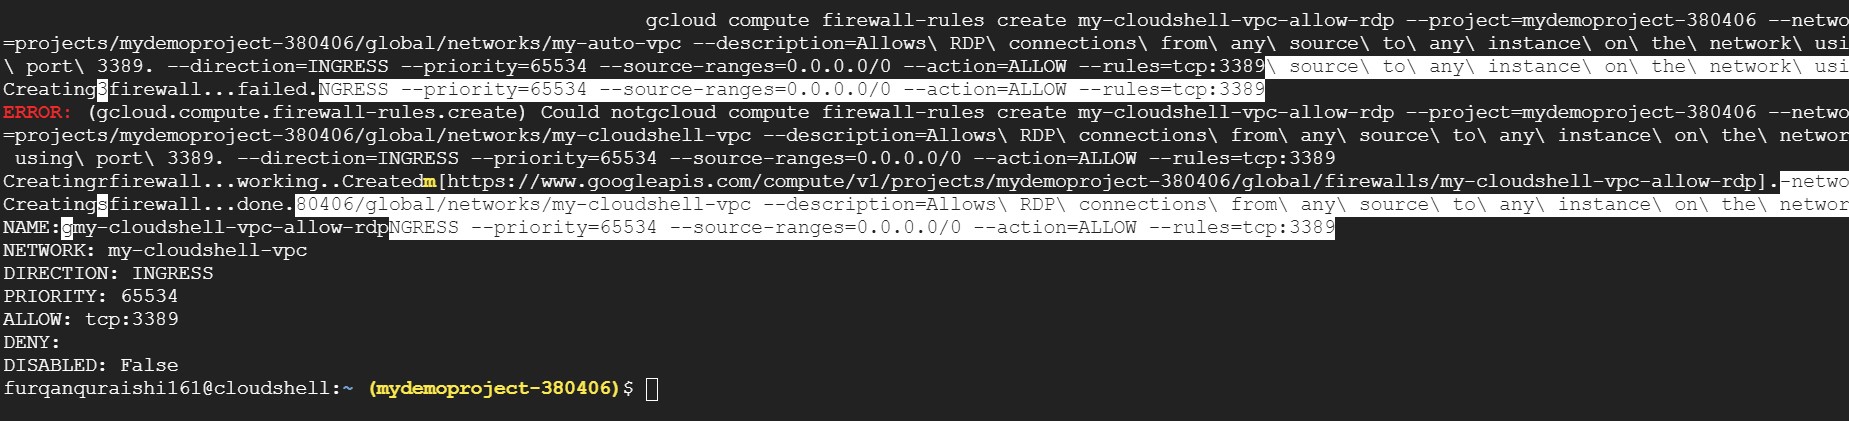 gcloud compute firewall-rules create my-cloudshell-vpc-allow-rdp --project=mydemoproject-380406 --netwo
=projects/mydemoproject-380406/global/networks/my-auto-vpc --description=Allows\ RDP\ connections\ from\ any\ source\ to\ any\ instance\ on\ the\ network\ usi
\ port\ 3389. --direction=INGRESS --priority=65534 --source-ranges=0.0.0.0/0 --action=ALLOW --rules=tcp:3389\ source\ to\ any\ instance\ on\ the\ network\ usi
Creating3firewall...failed.NGRESS --priority=65534 --source-ranges=0.0.0.0/0 --action=ALLOW --rules=tcp:3389
ERROR: (gcloud.compute.firewall-rules.create) Could notgcloud compute firewall-rules create my-cloudshell-vpc-allow-rdp --project=mydemoproject-380406 --netwo
=projects/mydemoproject-380406/global/networks/my-cloudshell-vpc --description=Allows\ RDP\ connections\ from\ any\ source\ to\ any\ instance\ on\ the\ networ
using\ port\ 3389. --direction=INGRESS --priority=65534 --source-ranges=0.0.0.0/0 --action=ALLOW --rules=tcp:3389
Creatingrfirewall...working..Createdm[https://www.googleapis.com/compute/v1/projects/mydemoproject-380406/global/firewalls/my-cloudshell-vpc-allow-rdp].-netwo
Creatingsfirewall...done.80406/global/networks/my-cloudshell-vpc --description=Allows\ RDP\ connections\ from\ any\ source\ to\ any\ instance\ on\ the\ networ
NAME:gmy-cloudshell-vpc-allow-rdpNGRESS --priority=65534 --source-ranges=0.0.0.0/0 --action=ALLOW --rules=tcp:3389
NETWORK: my-cloudshell-vpc
DIRECTION: INGRESS
PRIORITY: 65534
ALLOW: tcp:3389
DENY:
DISABLED: False
furqanquraishi161@cloudshell:~ (mydemoproject-380406)$